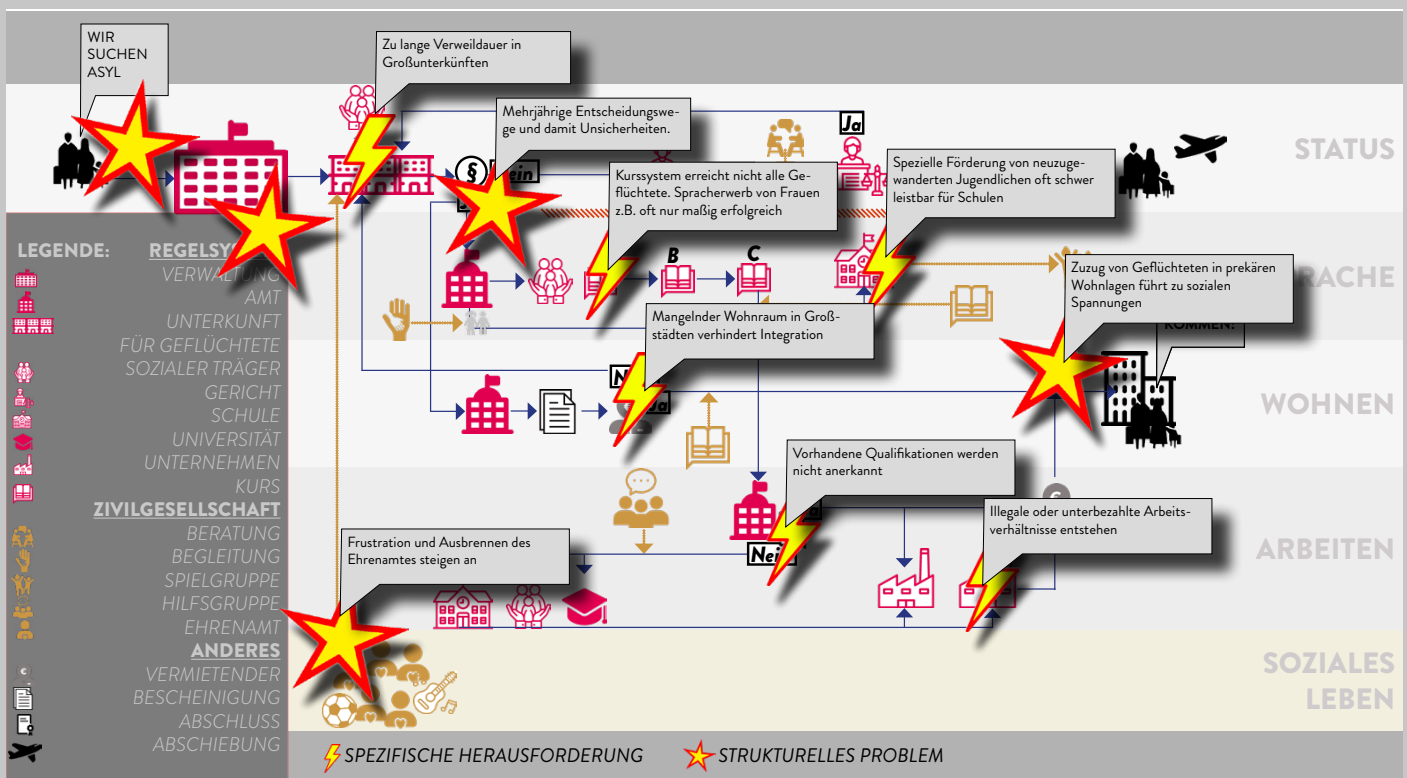 WIR
SUCHEN
ASYL
Zu lange Verweildauer in
Großunterkünften
Mehrjährige Entscheidungswe-
ge und damit Unsicherheiten.
Ja
STATUS
§
Kurssystem erreicht nicht alle Ge-
flüchtete. Spracherwerb von Frauen
z.B. oft nur maßig erfolgreich
Spezielle Förderung von neuzuge-
wanderten Jugendlichen oft schwer
leistbar für Schulen
B
C
Zuzug von Geflüchteten in prekären
Wohnlagen führt zu sozialen
Spannungen
KOMMEN!
Mangelnder Wohnraum in Groß-
städten verhindert Integration
Ja
WOHNEN
Vorhandene Qualifikationen werden
nicht anerkannt
€
Illegale oder unterbezahlte Arbeits-
verhältnisse entstehen
Nein
ARBEITEN
Frustration und Ausbrennen des
Ehrenamtes steigen an
SOZIALES
LEBEN
LEGENDE:
VERWALTUNG
AMT
UNTERKUNFT
FÜR GEFLÜCHTETE
SOZIALER TRÄGER
GERICHT
SCHULE
UNIVERSITÄT
UNTERNEHMEN
KURS
ZIVILGESELLSCHAFT
BERATUNG
BEGLEITUNG
SPIELGRUPPE
HILFSGRUPPE
EHRENAMT
ANDERES
VERMIETENDER
BESCHEINIGUNG
ABSCHLUSS
ABSCHIEBUNG
SPEZIFISCHE HERAUSFORDERUNG
STRUKTURELLES PROBLEM